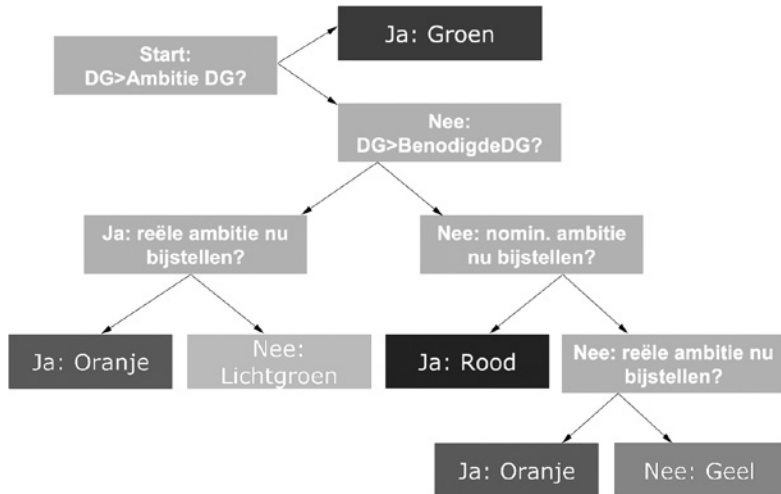 Ja: Groen
Start:
DG>Ambitie DG?
Nee:
DG>BenodigdeDG?
Ja: reële ambitie nu
bijstellen?
Nee: nomin. ambitie
nu bijstellen?
Ja: Oranje
Nee:
Lichtgroen
Ja: Rood
Nee: reële ambitie nu
bijstellen?
Ja: Oranje
Nee: Geel